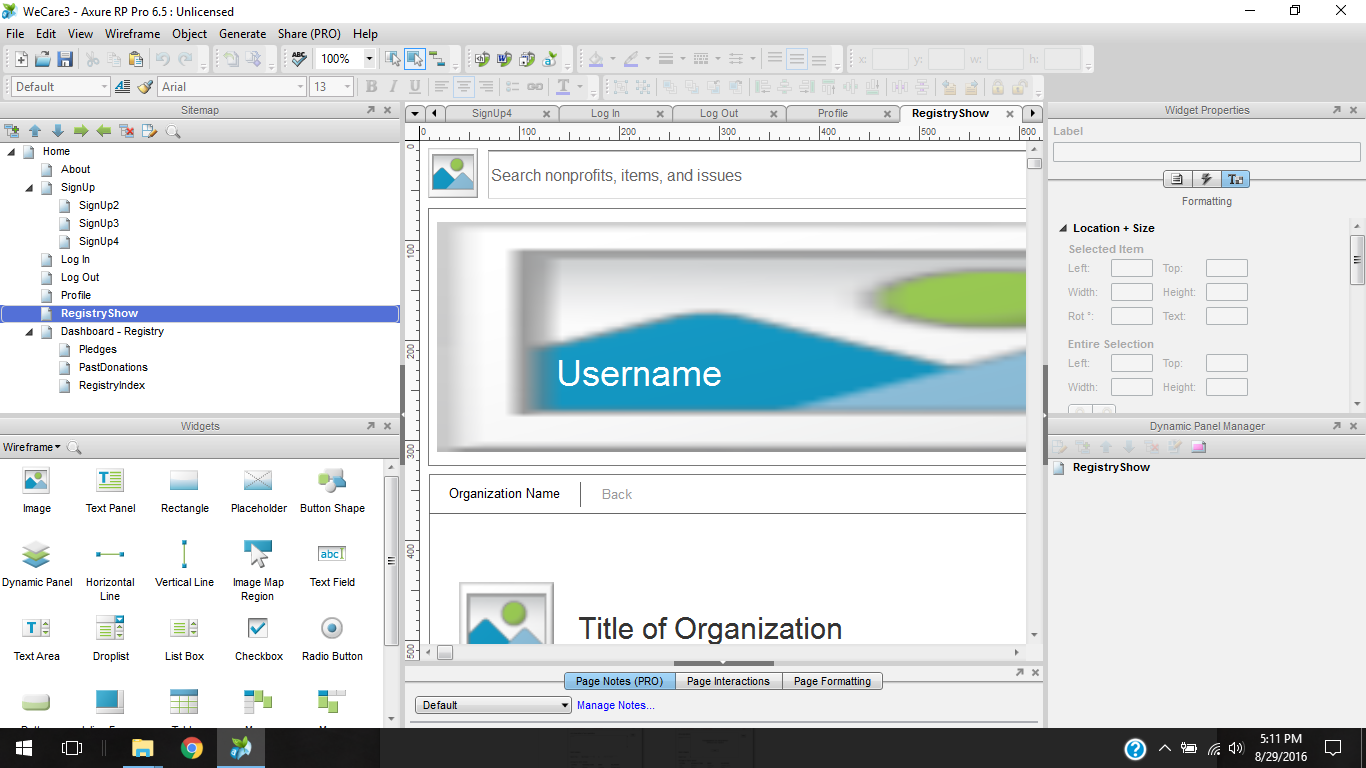 WeCare3 - Axure RP Pro 6.5 : Unlicensed
File Edit View Wireframe Object Generate Share (PRO) Help
ABC 100% x: y: w: h:
Default Arial 13 B I U T
Sitemap
Home
About
SignUp
SignUp2
SignUp3
SignUp4
Log In
Log Out
Profile
RegistryShow
Dashboard - Registry
Pledges
PastDonations
RegistryIndex
Widgets
Wireframe
Image Text Panel Rectangle Placeholder Button Shape
Dynamic Panel Horizontal Line Vertical Line Image Map Region Text Field
Text Area Droplist List Box Checkbox Radio Button
SignUp4 Log In Log Out Profile RegistryShow
0 100 200 300 400 500 600
0
100
200
300
400
500
Search nonprofits, items, and issues
Username
Organization Name Back
Title of Organization
Page Notes (PRO) Page Interactions Page Formatting
Default Manage Notes...
Widget Properties
Label
Formatting
Location + Size
Selected Item
Left: Top:
Width: Height:
Rot °: Text:
Entire Selection
Left: Top:
Width: Height:
Dynamic Panel Manager
RegistryShow
5:11 PM
8/29/2016